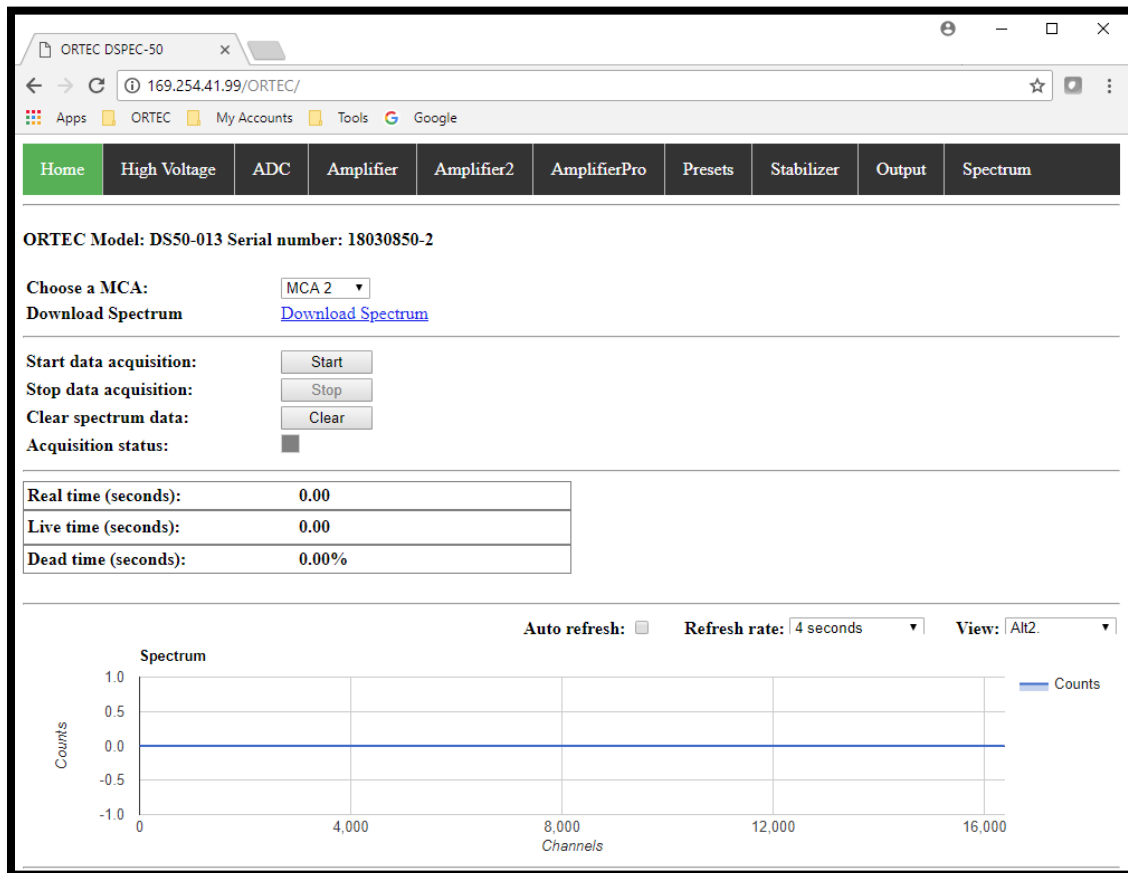 ORTEC DSPEC-50
169.254.41.99/ORTEC/
Apps ORTEC My Accounts Tools Google
Home High Voltage ADC Amplifier Amplifier2 AmplifierPro Presets Stabilizer Output Spectrum
ORTEC Model: DS50-013 Serial number: 18030850-2
Choose a MCA: MCA 2
Download Spectrum Download Spectrum
Start data acquisition: Start
Stop data acquisition: Stop
Clear spectrum data: Clear
Acquisition status:
Real time (seconds): 0.00
Live time (seconds): 0.00
Dead time (seconds): 0.00%
Auto refresh: Refresh rate: 4 seconds View: Alt2.
Spectrum
1.0
0.5
0.0
-0.5
-1.0
Counts
Counts
0 4,000 8,000 12,000 16,000
Channels